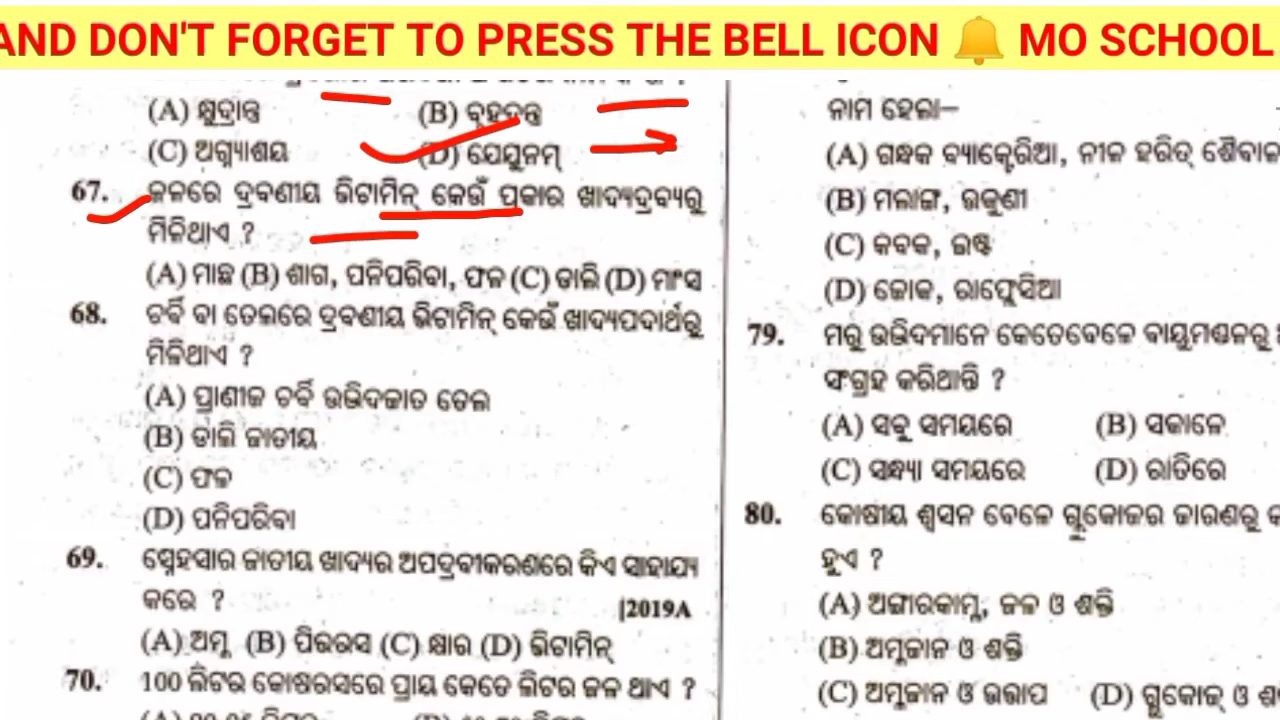 AND DON'T FORGET TO PRESS THE BELL ICON 🔔 MO SCHOOL
(A) କ୍ଷୁଦ୍ରାନ୍ତ (B) ବୃହଦନ୍ତ
(C) ଅଗ୍ନ୍ୟାଶୟ (D) ଯେଯୁନମ୍
67. ଜଳରେ ଦ୍ରବଣୀୟ ଭିଟାମିନ୍ କେଉଁ ପ୍ରକାର ଖାଦ୍ୟଦ୍ରବ୍ୟରୁ
ମିଳିଥାଏ ?
(A) ମାଛ (B) ଶାଗ, ପନିପରିବା, ଫଳ (C) ଡାଲି (D) ମାଂସ
68. ଚର୍ବି ବା ତେଲରେ ଦ୍ରବଣୀୟ ଭିଟାମିନ୍ କେଉଁ ଖାଦ୍ୟପଦାର୍ଥରୁ
ମିଳିଥାଏ ?
(A) ପ୍ରାଣୀଜ ଚର୍ବି ଉଦ୍ଭିଦଜାତ ତେଲ
(B) ଡାଲି ଜାତୀୟ
(C) ଫଳ
(D) ପନିପରିବା
69. ସ୍ନେହସାର ଜାତୀୟ ଖାଦ୍ୟର ଅପଦ୍ରବୀକରଣରେ କିଏ ସାହାଯ୍ୟ
କରେ ? [2019A
(A) ଅମ୍ଳ (B) ପିତ୍ତରସ (C) କ୍ଷାର (D) ଭିଟାମିନ୍
70. 100 ଲିଟର କୋଷରସରେ ପ୍ରାୟ କେତେ ଲିଟର ଜଳ ଥାଏ ?
ନାମ ହେଲା–
(A) ଗନ୍ଧକ ବ୍ୟାକ୍ଟେରିଆ, ନୀଳ ହରିତ୍ ଶୈବାଳ
(B) ମଲାଙ୍ଗ, ଉକୁଣୀ
(C) କବକ, ଇଷ୍ଟ
(D) ଜୋକ, ରାଫ୍ଲେସିଆ
79. ମରୁ ଉଦ୍ଭିଦମାନେ କେତେବେଳେ ବାୟୁମଣ୍ଡଳରୁ
ସଂଗ୍ରହ କରିଥାନ୍ତି ?
(A) ସବୁ ସମୟରେ (B) ସକାଳେ
(C) ସନ୍ଧ୍ୟା ସମୟରେ (D) ରାତିରେ
80. କୋଷୀୟ ଶ୍ୱସନ ବେଳେ ଗ୍ଲୁକୋଜର ଜାରଣରୁ
ହୁଏ ?
(A) ଅଙ୍ଗାରକାମ୍ଳ, ଜଳ ଓ ଶକ୍ତି
(B) ଅମ୍ଳଜାନ ଓ ଶକ୍ତି
(C) ଅମ୍ଳଜାନ ଓ ଉତ୍ତାପ (D) ଗ୍ଲୁକୋଜ୍ ଓ